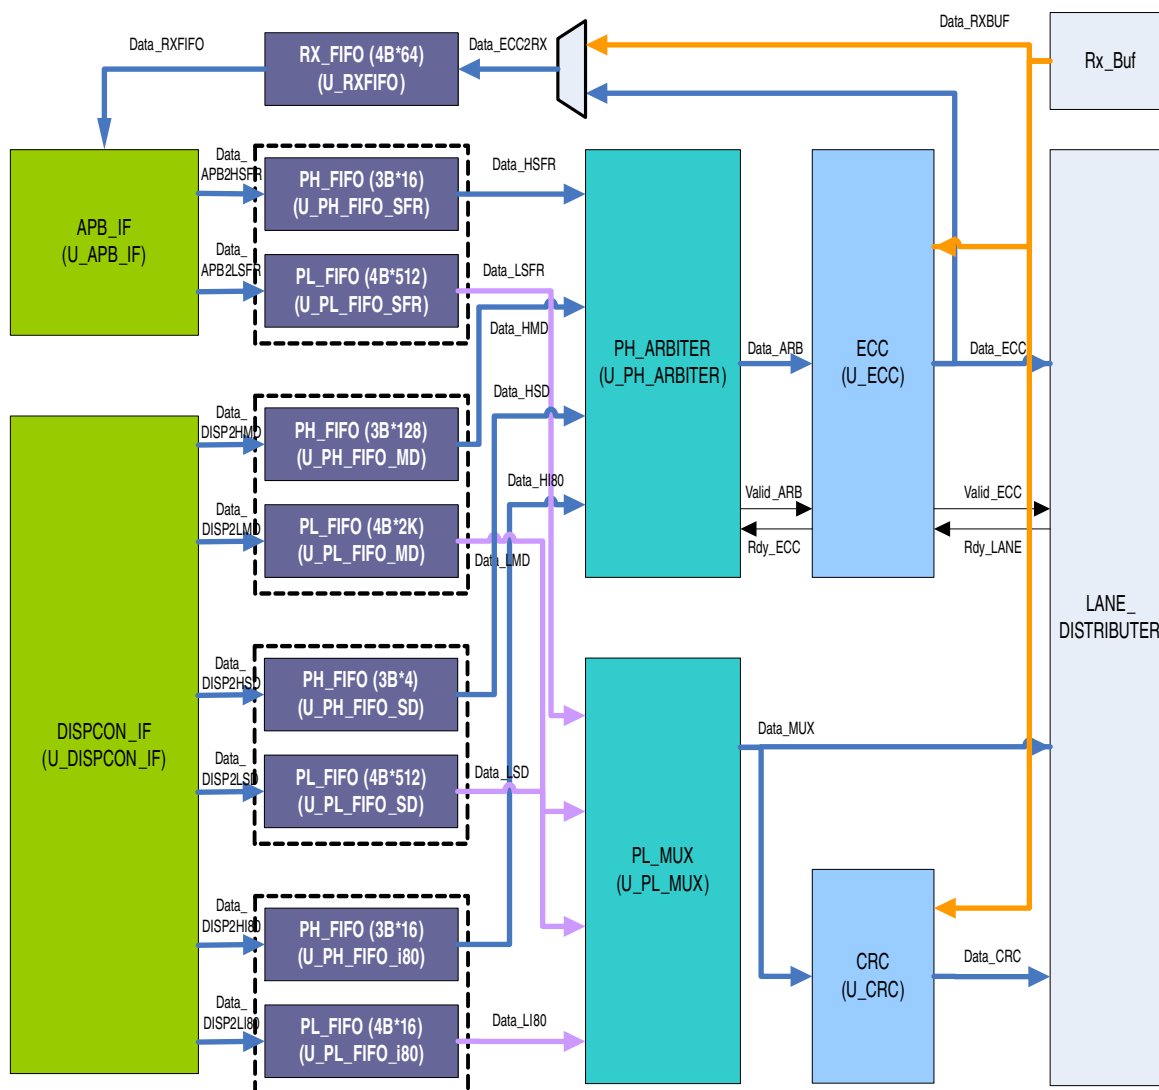 Data_RXFIFO
RX_FIFO (4B*64)
(U_RXFIFO)
Data_ECC2RX
Data_RXBUF
Rx_Buf
APB_IF
(U_APB_IF)
Data_
APB2HSFR
PH_FIFO (3B*16)
(U_PH_FIFO_SFR)
Data_HSFR
Data_
APB2LSFR
PL_FIFO (4B*512)
(U_PL_FIFO_SFR)
Data_LSFR
Data_HMD
PH_ARBITER
(U_PH_ARBITER)
Data_ARB
ECC
(U_ECC)
Data_ECC
Data_HSD
Data_
DISP2HMD
PH_FIFO (3B*128)
(U_PH_FIFO_MD)
Data_HI80
Valid_ARB
Rdy_ECC
Valid_ECC
Rdy_LANE
Data_
DISP2LMD
PL_FIFO (4B*2K)
(U_PL_FIFO_MD)
Data_LMD
LANE_
DISTRIBUTER
DISPCON_IF
(U_DISPCON_IF)
Data_
DISP2HSD
PH_FIFO (3B*4)
(U_PH_FIFO_SD)
Data_
DISP2LSD
PL_FIFO (4B*512)
(U_PL_FIFO_SD)
Data_LSD
Data_MUX
PL_MUX
(U_PL_MUX)
Data_
DISP2HI80
PH_FIFO (3B*16)
(U_PH_FIFO_i80)
CRC
(U_CRC)
Data_CRC
Data_
DISP2LI80
PL_FIFO (4B*16)
(U_PL_FIFO_i80)
Data_LI80